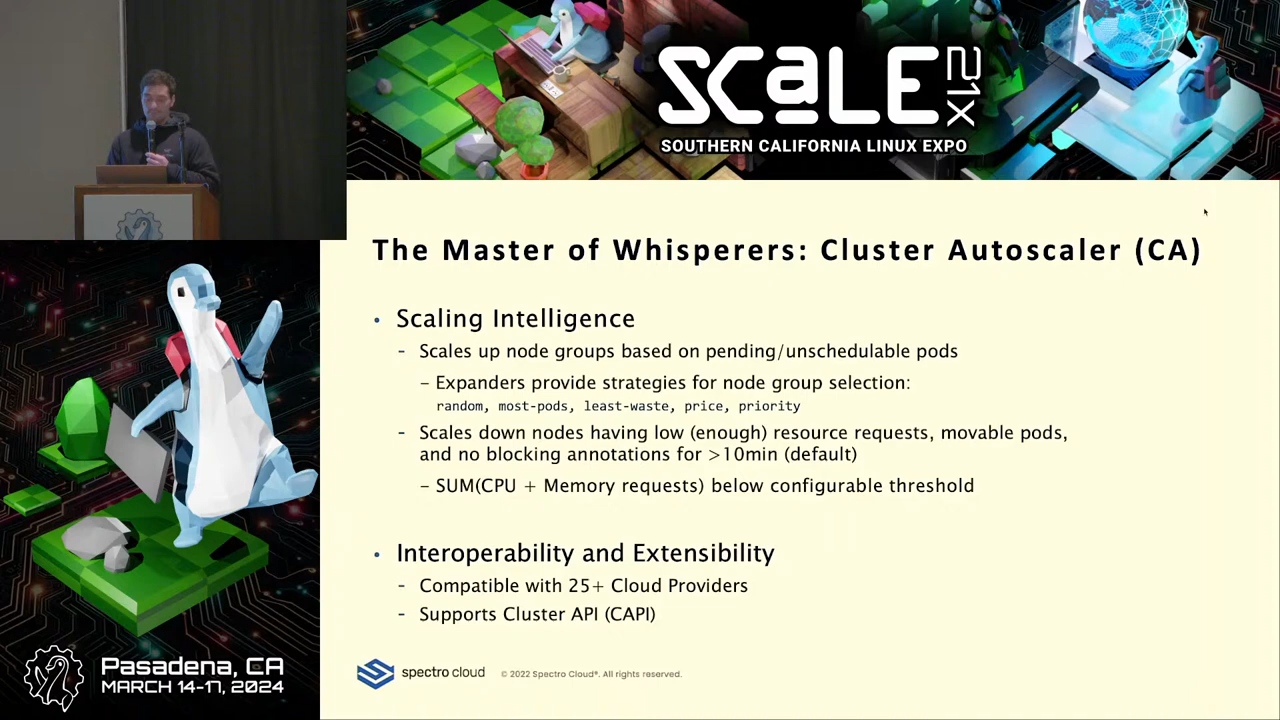 SCaLE 21X
SOUTHERN CALIFORNIA LINUX EXPO
The Master of Whisperers: Cluster Autoscaler (CA)
• Scaling Intelligence
- Scales up node groups based on pending/unschedulable pods
– Expanders provide strategies for node group selection:
random, most-pods, least-waste, price, priority
- Scales down nodes having low (enough) resource requests, movable pods,
and no blocking annotations for >10min (default)
– SUM(CPU + Memory requests) below configurable threshold
• Interoperability and Extensibility
- Compatible with 25+ Cloud Providers
- Supports Cluster API (CAPI)
spectro cloud © 2022 Spectro Cloud®. All rights reserved.
Pasadena, CA
MARCH 14-17, 2024